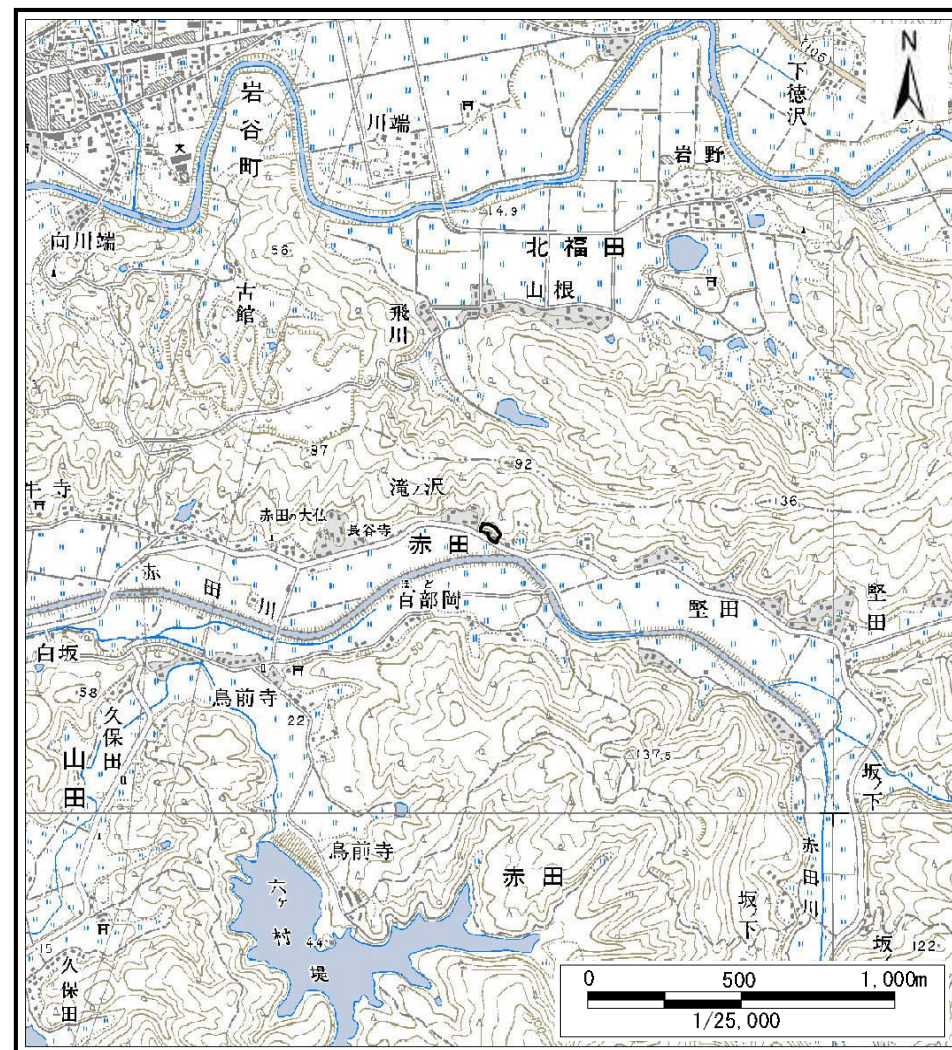 N
(105)
下徳沢
岩谷町
川端
岩野
14.9
向川端
56
北福田
山根
古館
飛川
97
92
136
滝ノ沢
赤田の大仏
長谷寺
赤田
赤田川
百部岡
堅田
堅田
白坂
58
鳥前寺
22
久保田
山田
137.5
坂ノ下
鳥前寺
赤田
六ヶ村堤
44
坂ノ下
赤田川
122
15
久保田
0 500 1,000m
1/25,000